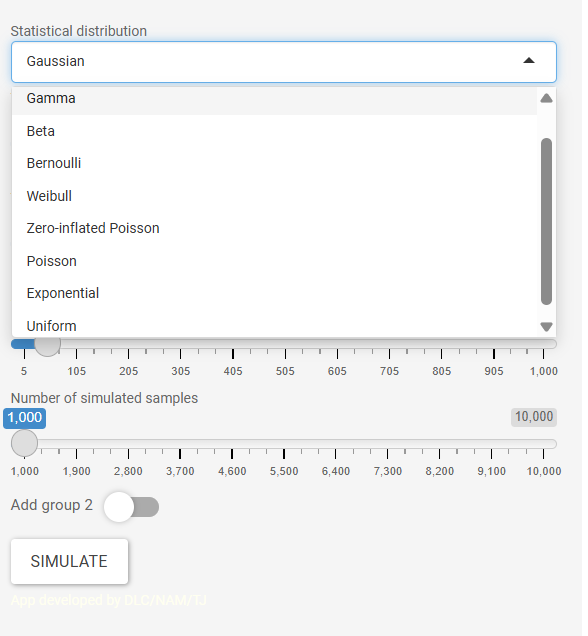 Statistical distribution
Gaussian
Gamma
Beta
Bernoulli
Weibull
Zero-inflated Poisson
Poisson
Exponential
Uniform
5 105 205 305 405 505 605 705 805 905 1,000
Number of simulated samples
1,000 10,000
1,000 1,900 2,800 3,700 4,600 5,500 6,400 7,300 8,200 9,100 10,000
Add group 2
SIMULATE
App developed by DLC/NAM/TJ